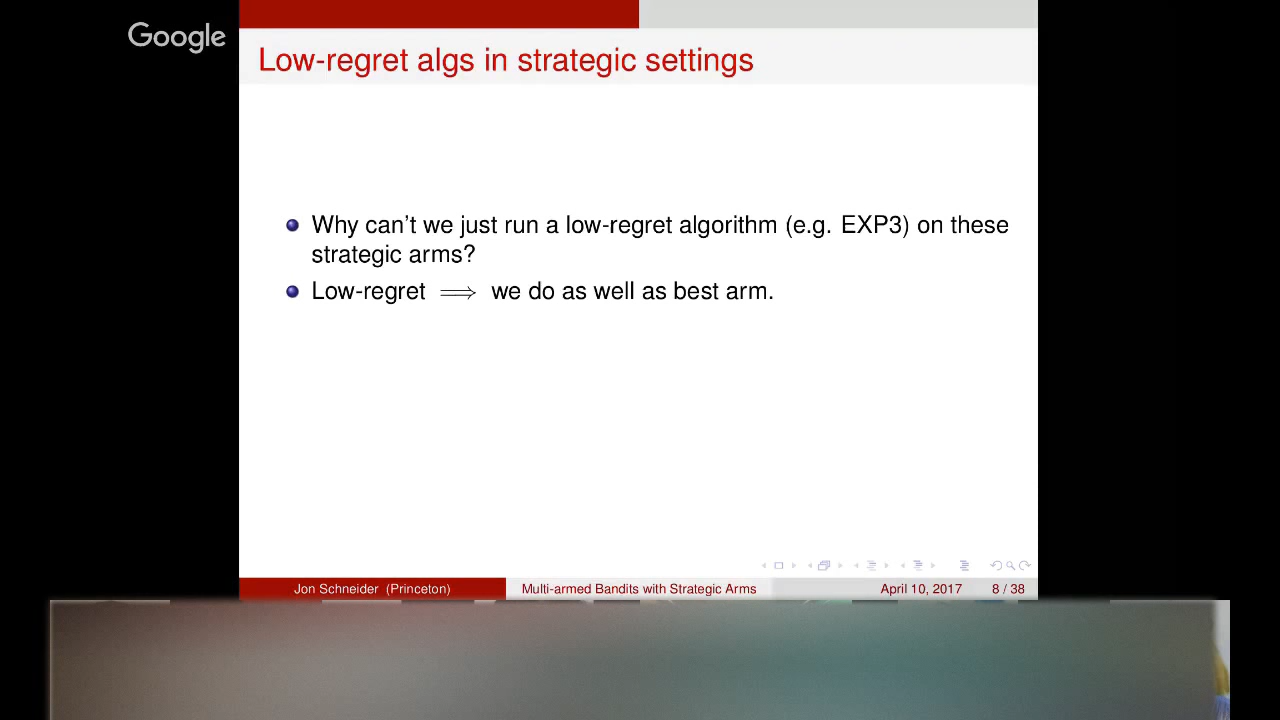 Google
Low-regret algs in strategic settings
Why can't we just run a low-regret algorithm (e.g. EXP3) on these
strategic arms?
Low-regret ⟹ we do as well as best arm.
Jon Schneider (Princeton) Multi-armed Bandits with Strategic Arms April 10, 2017 8 / 38